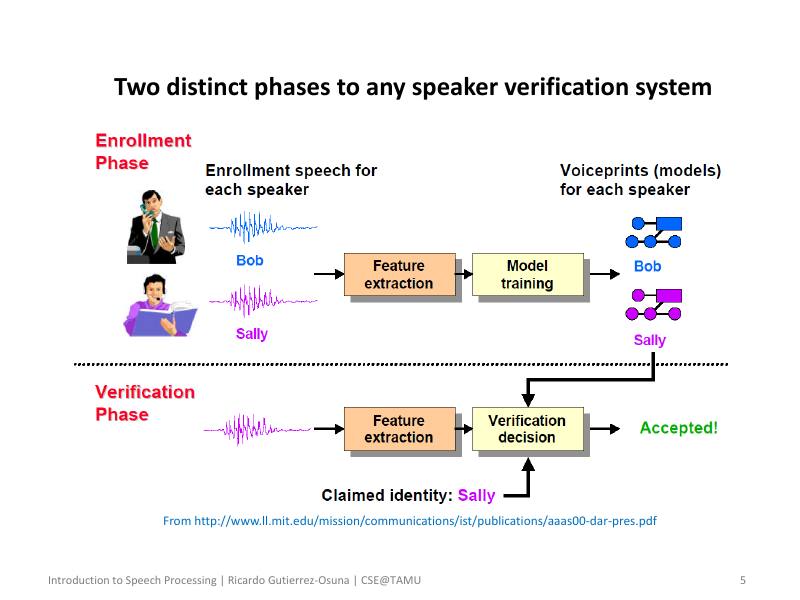 Two distinct phases to any speaker verification system
Enrollment
Phase
Enrollment speech for
each speaker
Voiceprints (models)
for each speaker
Bob
Feature
extraction
Model
training
Bob
Sally
Sally
Verification
Phase
Feature
extraction
Verification
decision
Accepted!
Claimed identity: Sally
From http://www.ll.mit.edu/mission/communications/ist/publications/aaas00-dar-pres.pdf
Introduction to Speech Processing | Ricardo Gutierrez-Osuna | CSE@TAMU
5